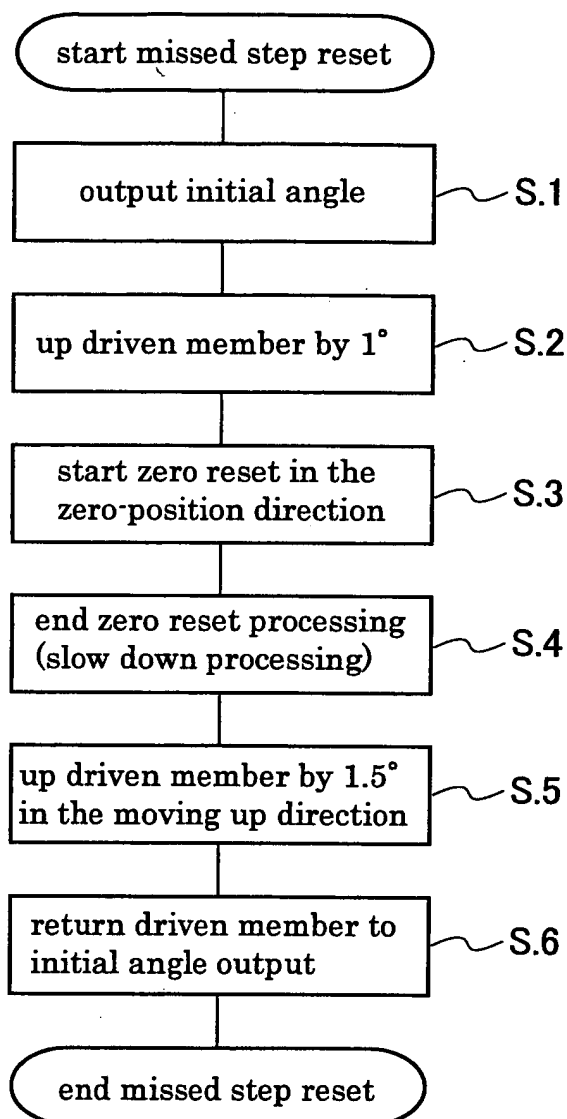 start missed step reset
output initial angle
S.1
up driven member by 1°
S.2
start zero reset in the
zero-position direction
S.3
end zero reset processing
(slow down processing)
S.4
up driven member by 1.5°
in the moving up direction
S.5
return driven member to
initial angle output
S.6
end missed step reset